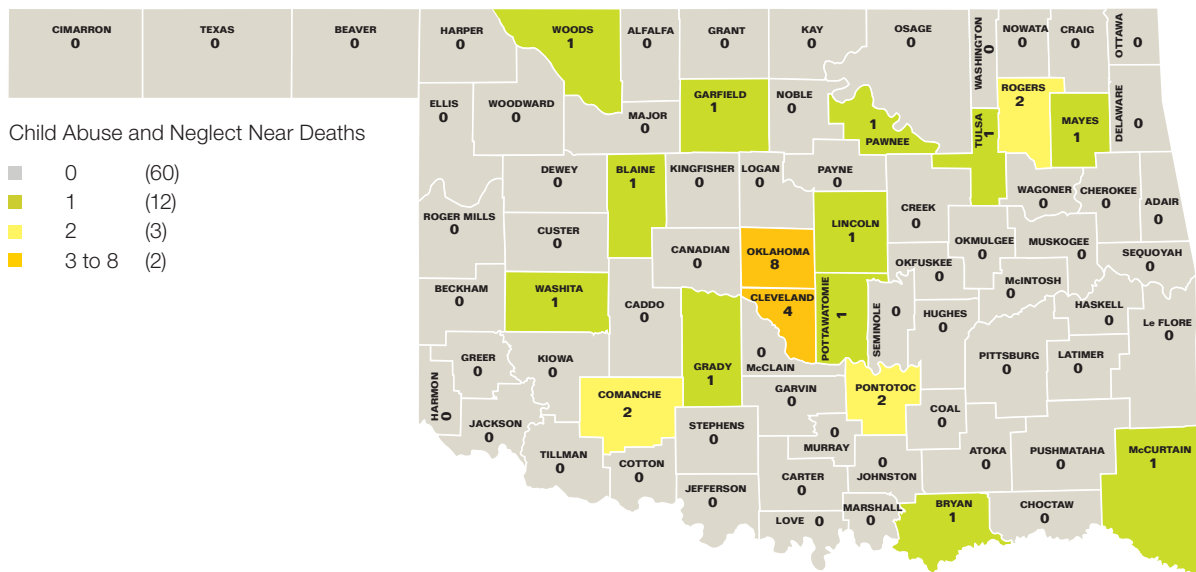 CIMARRON
0
TEXAS
0
BEAVER
0
HARPER
0
WOODS
1
ALFALFA
0
GRANT
0
KAY
0
OSAGE
0
WASHINGTON
0
NOWATA
0
CRAIG
0
OTTAWA
0
ELLIS
0
WOODWARD
0
MAJOR
0
GARFIELD
1
NOBLE
0
1
PAWNEE
TULSA
1
ROGERS
2
MAYES
1
DELAWARE
0
Child Abuse and Neglect Near Deaths
0 (60)
1 (12)
2 (3)
3 to 8 (2)
ROGER MILLS
0
DEWEY
0
CUSTER
0
BLAINE
1
KINGFISHER
0
LOGAN
0
PAYNE
0
LINCOLN
1
CREEK
0
WAGONER
0
CHEROKEE
0
ADAIR
0
CANADIAN
0
OKLAHOMA
8
OKFUSKEE
0
OKMULGEE
0
MUSKOGEE
0
SEQUOYAH
0
McINTOSH
0
BECKHAM
0
WASHITA
1
CADDO
0
GRADY
1
CLEVELAND
4
0
McCLAIN
POTTAWATOMIE
1
SEMINOLE
0
HUGHES
0
HASKELL
0
Le FLORE
0
PITTSBURG
0
LATIMER
0
HARMON
0
GREER
0
KIOWA
0
JACKSON
0
COMANCHE
2
TILLMAN
0
COTTON
0
STEPHENS
0
GARVIN
0
PONTOTOC
2
COAL
0
0
MURRAY
0
JOHNSTON
ATOKA
0
PUSHMATAHA
0
McCURTAIN
1
JEFFERSON
0
CARTER
0
LOVE 0
MARSHALL
0
BRYAN
1
CHOCTAW
0